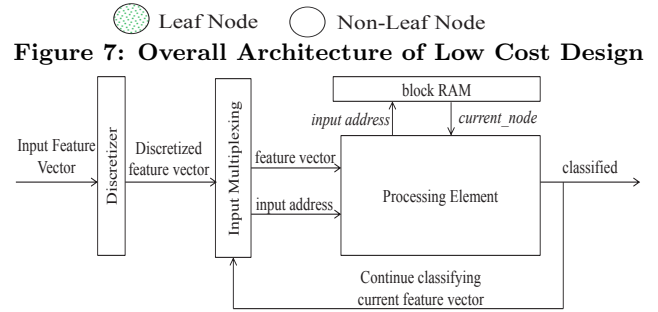 Leaf Node Non-Leaf Node
Figure 7: Overall Architecture of Low Cost Design
block RAM
input address current_node
Input Feature
Vector
Discretizer
Discretized
feature vector
Input Multiplexing
feature vector
input address
Processing Element
classified
Continue classifying
current feature vector